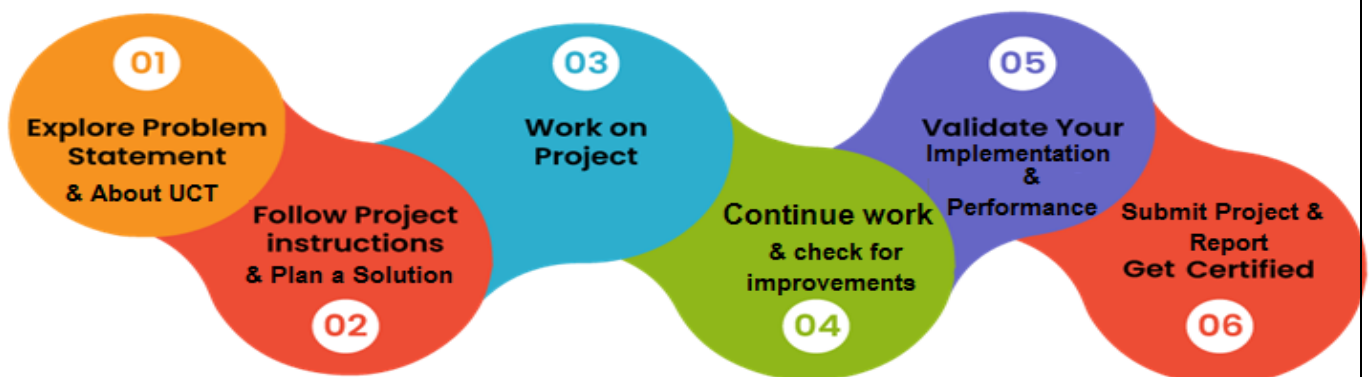 01
Explore Problem
Statement
& About UCT
Follow Project
instructions
& Plan a Solution
02
03
Work on
Project
Continue work
& check for
improvements
04
05
Validate Your
Implementation
&
Performance
Submit Project &
Report
Get Certified
06